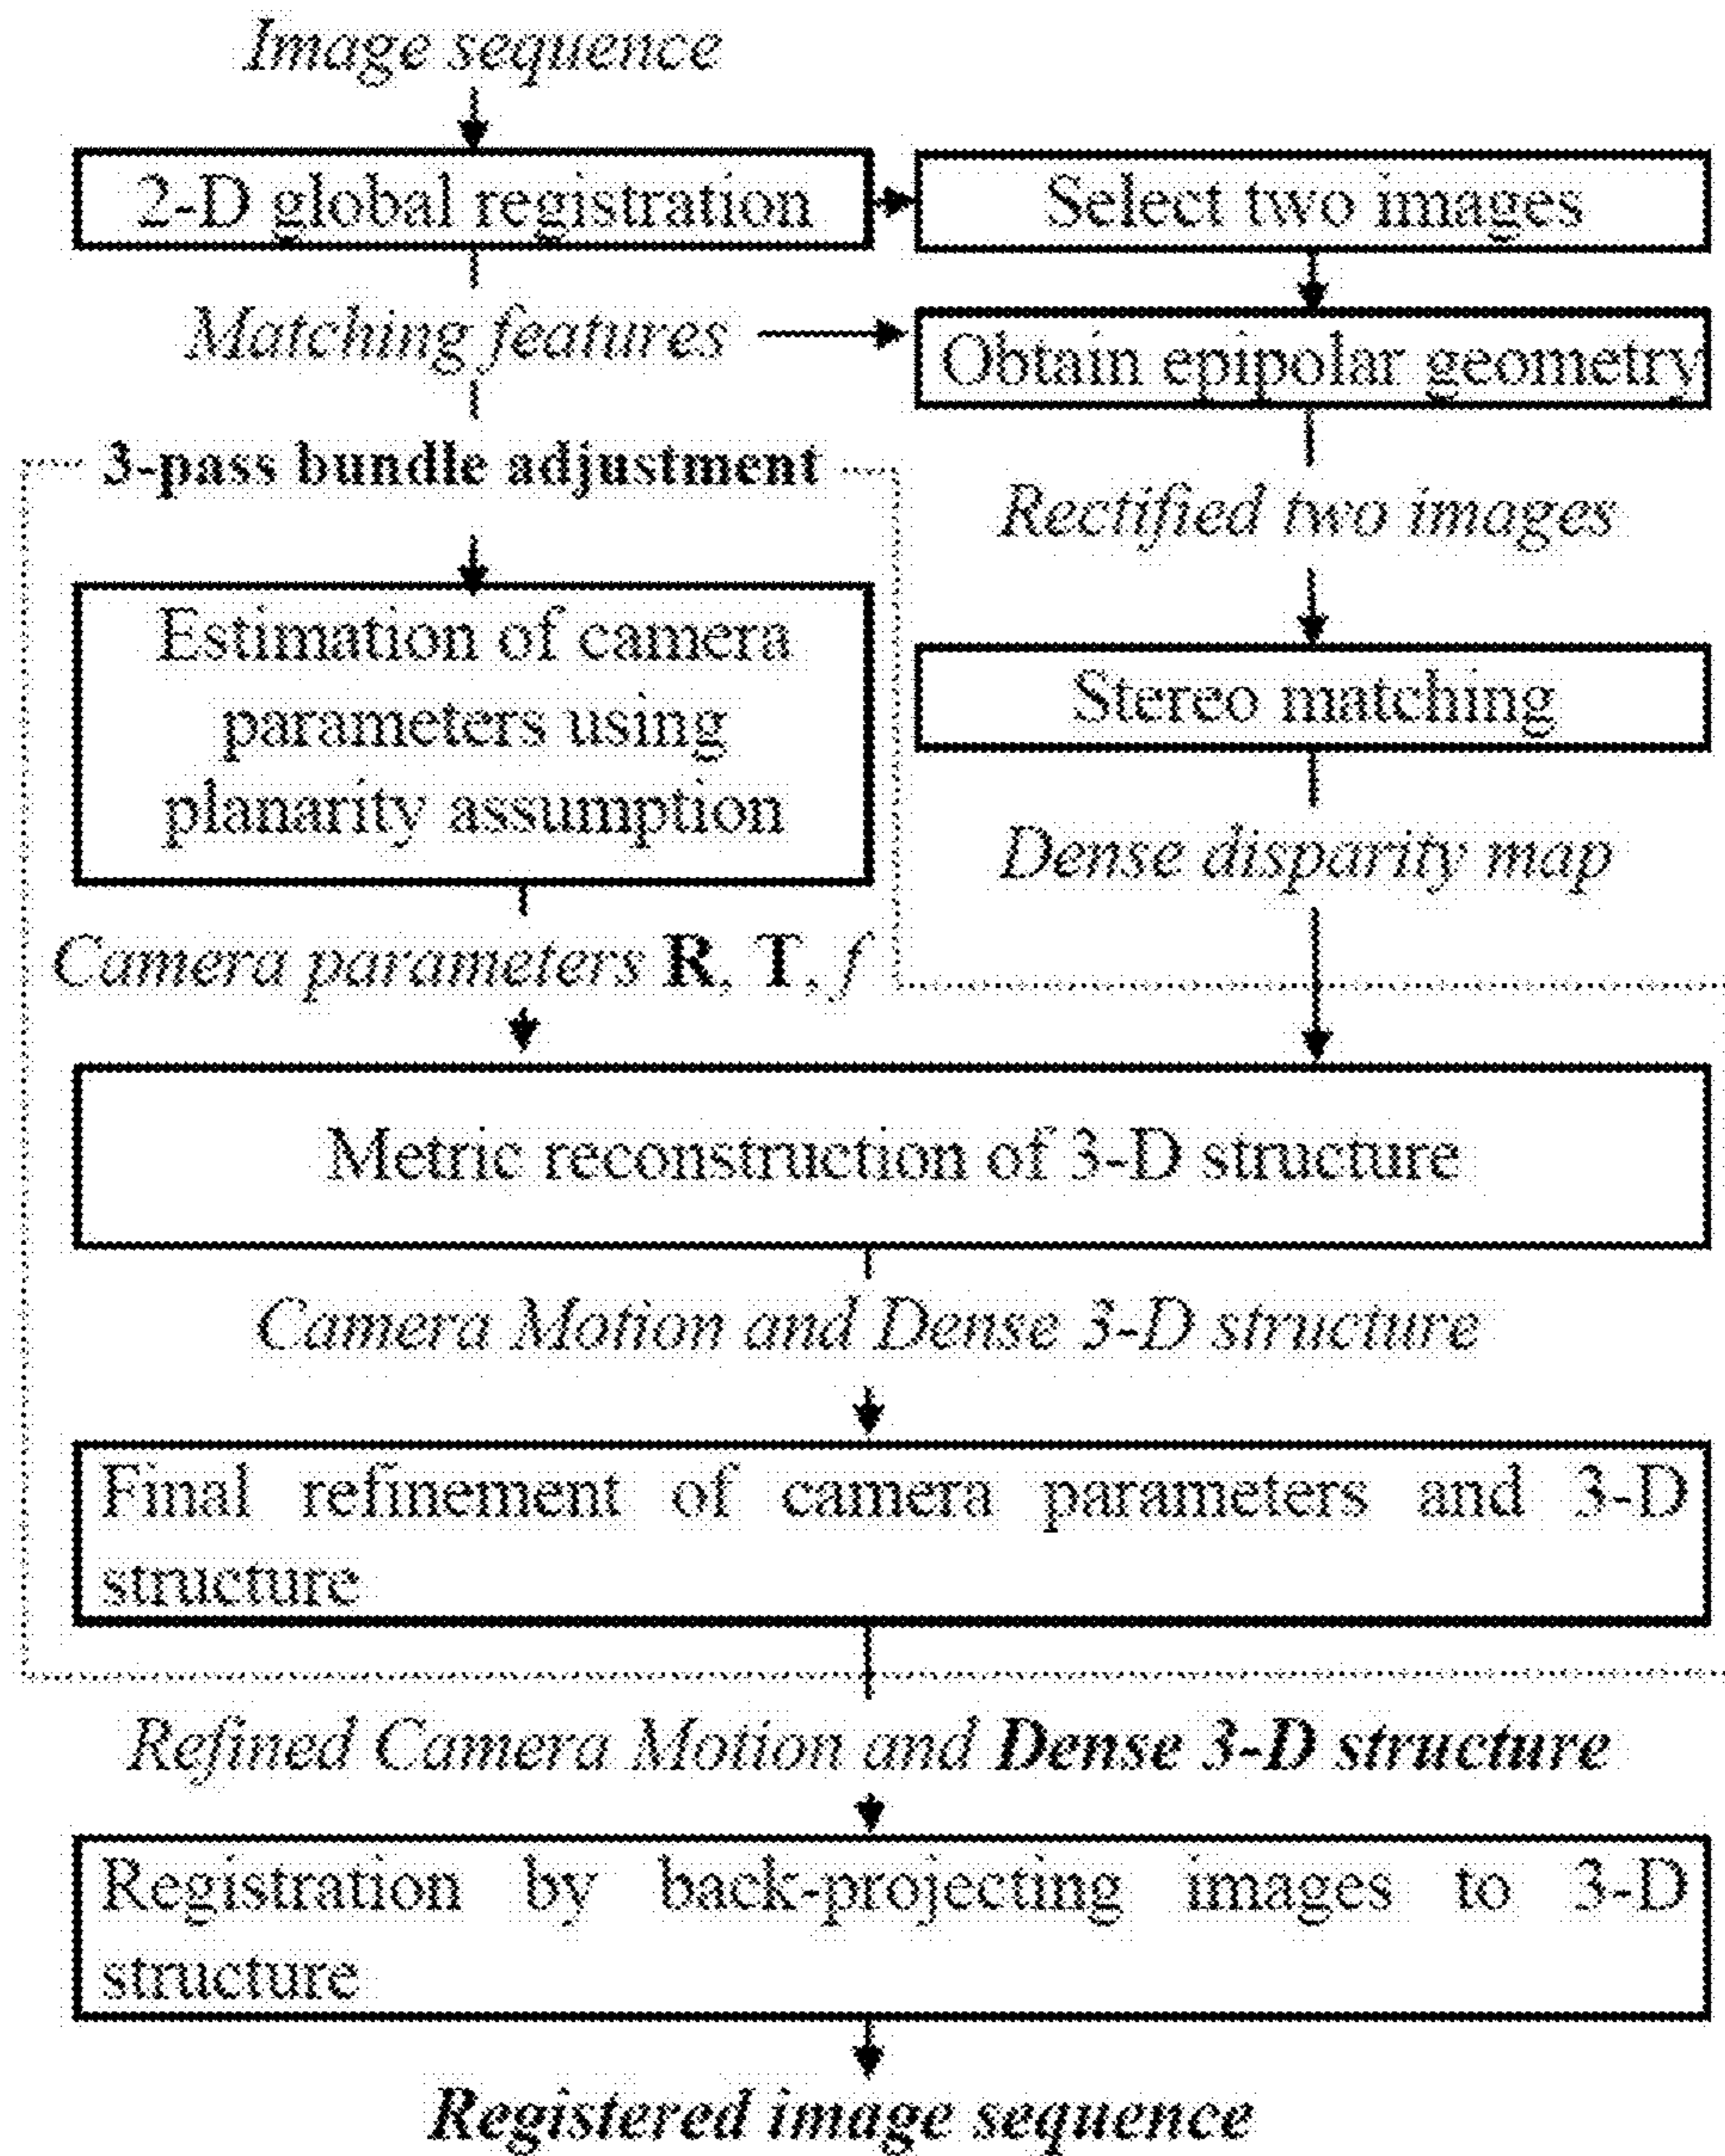 Image sequence
2-D global registration
Select two images
Matching features
Obtain epipolar geometry
3-pass bundle adjustment
Rectified two images
Estimation of camera
parameters using
planarity assumption
Stereo matching
Dense disparity map
Camera parameters R, T, f
Metric reconstruction of 3-D structure
Camera Motion and Dense 3-D structure
Final refinement of camera parameters and 3-D
structure
Refined Camera Motion and Dense 3-D structure
Registration by back-projecting images to 3-D
structure
Registered image sequence